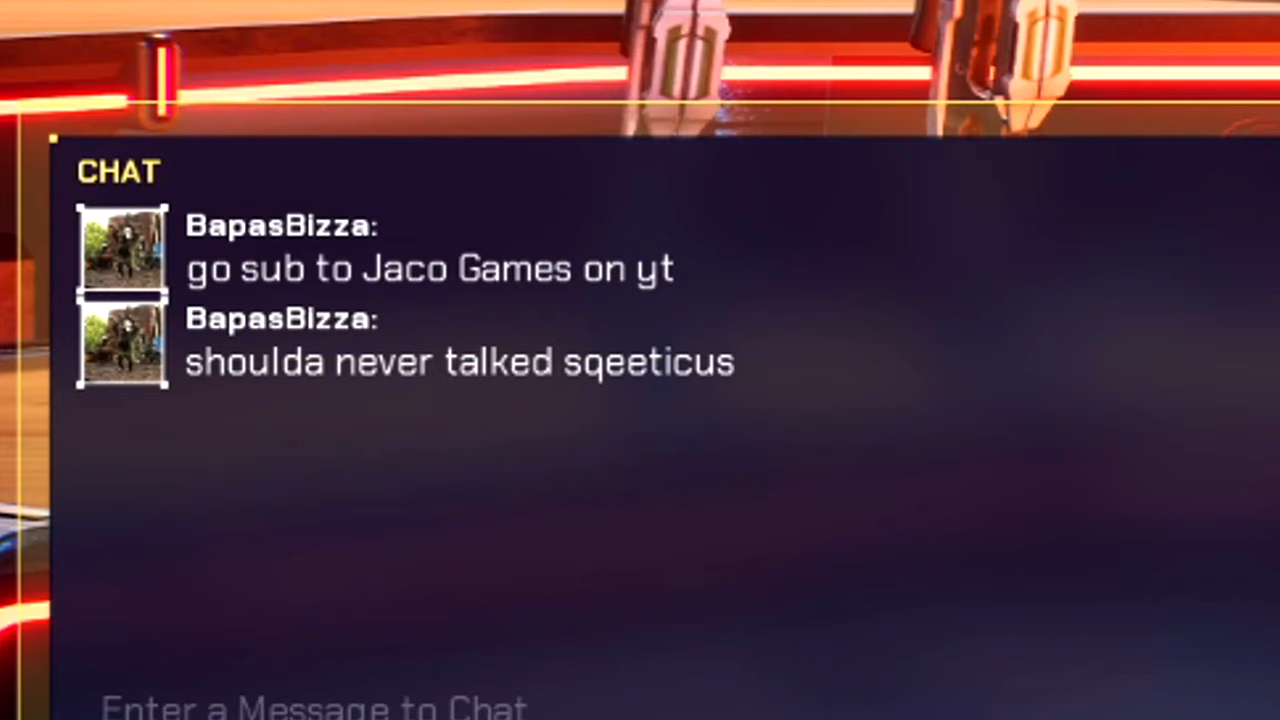 CHAT
BapasBizza:
go sub to Jaco Games on yt
BapasBizza:
shoulda never talked sqeeticus
Enter a Message to Chat